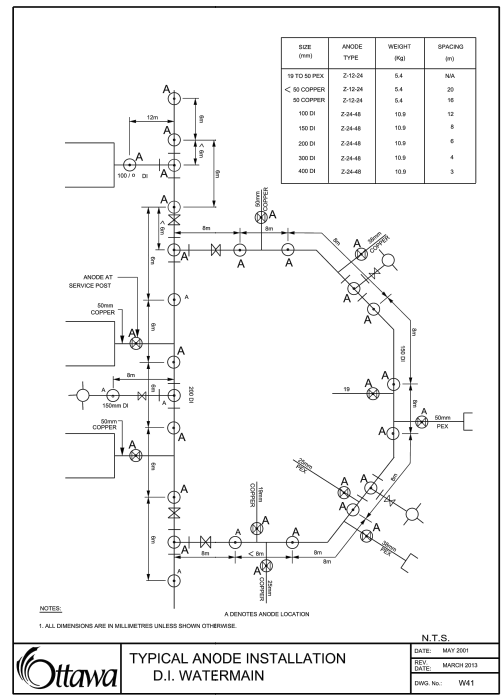 SIZE (mm) ANODE TYPE WEIGHT (Kg) SPACING (m)
19 TO 50 PEX Z-12-24 5.4 N/A
< 50 COPPER Z-12-24 5.4 20
50 COPPER Z-12-24 5.4 16
100 DI Z-24-48 10.9 12
150 DI Z-24-48 10.9 8
200 DI Z-24-48 10.9 6
300 DI Z-24-48 10.9 4
400 DI Z-24-48 10.9 3
A
6m
12m
A
< 6m
A
A
100 / 0 DI
6m
A
50mm COPPER
A
< 6m
8m
8m
8m
38mm COPPER
A
A
A
A
6m
A
A
ANODE AT SERVICE POST
A
50mm COPPER
A
6m
8m
150 DI
A
8m
A
150mm DI
6m
A
200 DI
19
A
A
8m
A
50mm PEX
A
50mm COPPER
A
A
6m
8m
25mm PEX
A
A
A
19mm COPPER
A
A
6m
A
A
A
A
38mm PEX
8m
< 8m
8m
8m
A
25mm COPPER
A
NOTES:
A DENOTES ANODE LOCATION
1. ALL DIMENSIONS ARE IN MILLIMETRES UNLESS SHOWN OTHERWISE.
N.T.S.
Ottawa
TYPICAL ANODE INSTALLATION
D.I. WATERMAIN
DATE: MAY 2001
REV. DATE: MARCH 2013
DWG. No.: W41